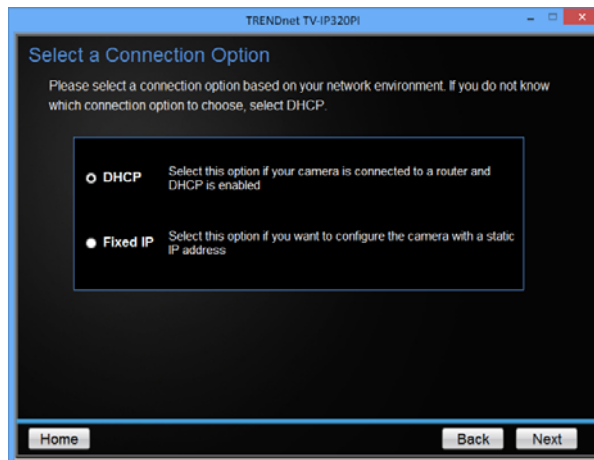 TRENDnet TV-IP320PI
Select a Connection Option
Please select a connection option based on your network environment. If you do not know
which connection option to choose, select DHCP.
DHCP
Select this option if your camera is connected to a router and
DHCP is enabled
Fixed IP
Select this option if you want to configure the camera with a static
IP address
Home
Back
Next